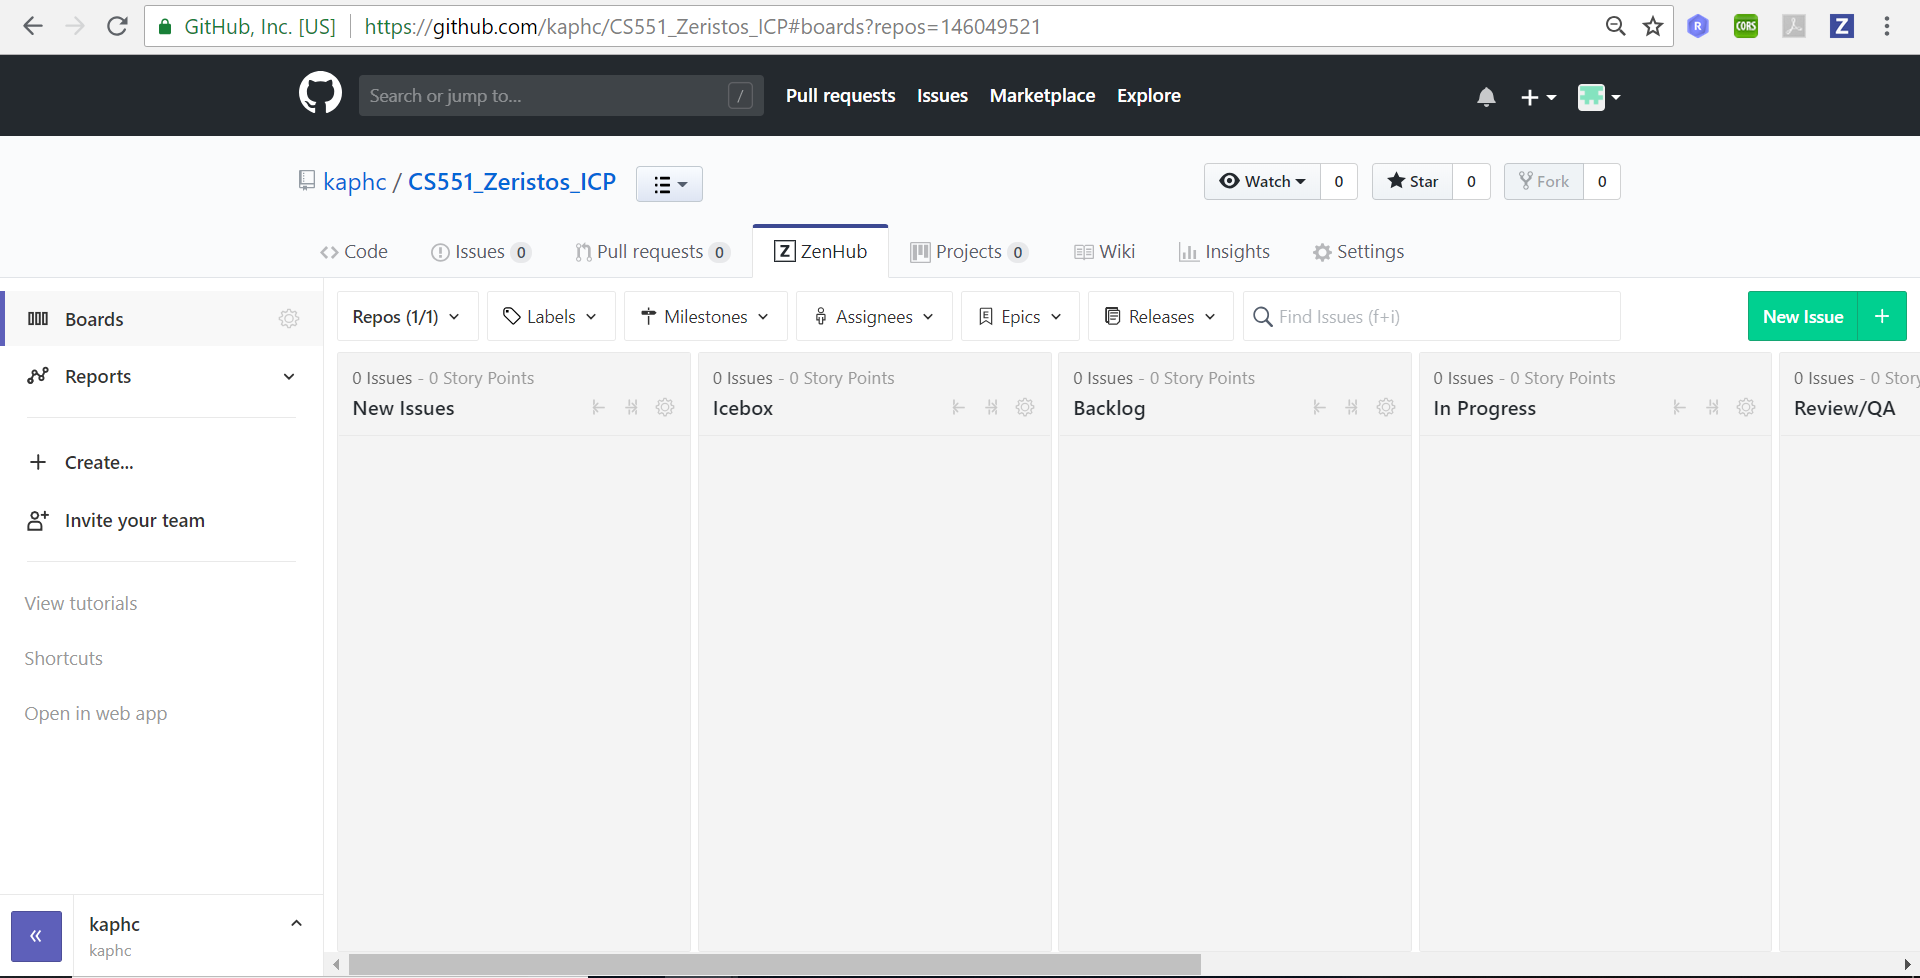 GitHub, Inc. [US] https://github.com/kaphc/CS551_Zeristos_ICP#boards?repos=146049521
R CORS Z
Search or jump to... / Pull requests Issues Marketplace Explore
kaphc / CS551_Zeristos_ICP Watch 0 Star 0 Fork 0
Code Issues 0 Pull requests 0 Z ZenHub Projects 0 Wiki Insights Settings
Boards
Reports
Create...
Invite your team
View tutorials
Shortcuts
Open in web app
kaphc
kaphc
Repos (1/1) Labels Milestones Assignees E Epics Releases Find Issues (f+i) New Issue +
0 Issues - 0 Story Points
New Issues
0 Issues - 0 Story Points
Icebox
0 Issues - 0 Story Points
Backlog
0 Issues - 0 Story Points
In Progress
0 Issues - 0 Story
Review/QA